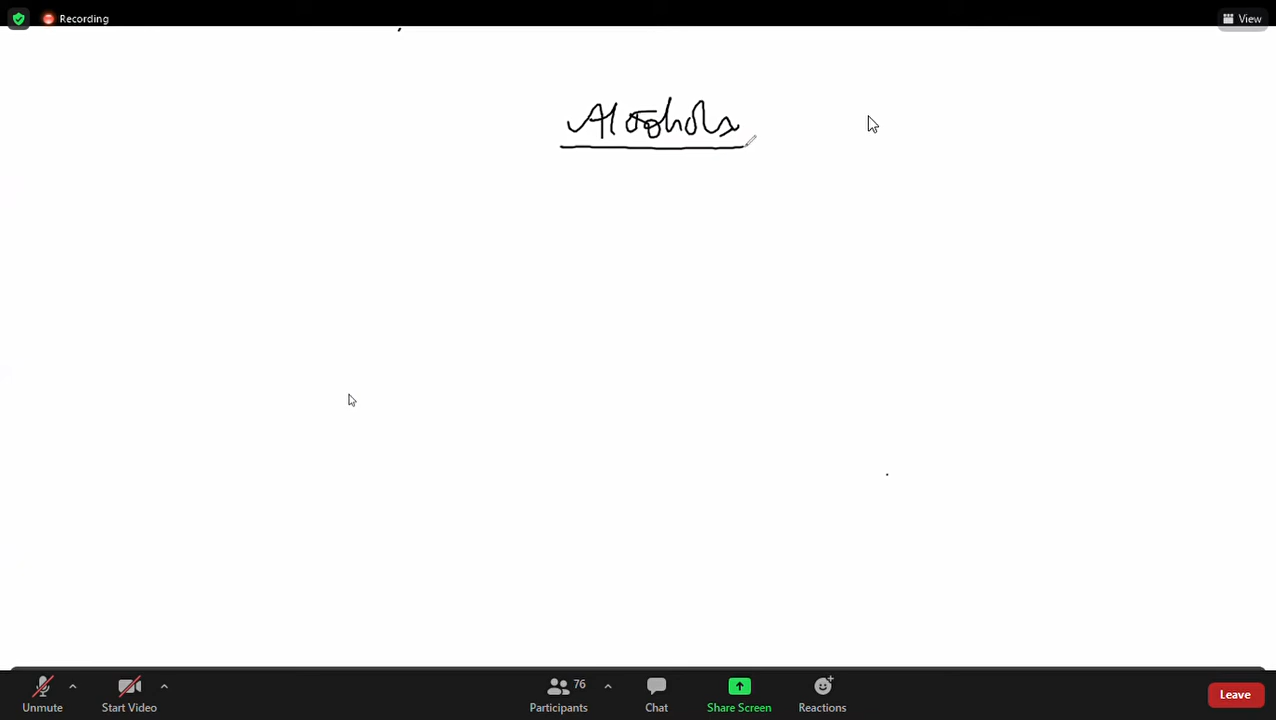 Recording
View
Alcohols
Unmute
Start Video
76
Participants
Chat
Share Screen
Reactions
Leave